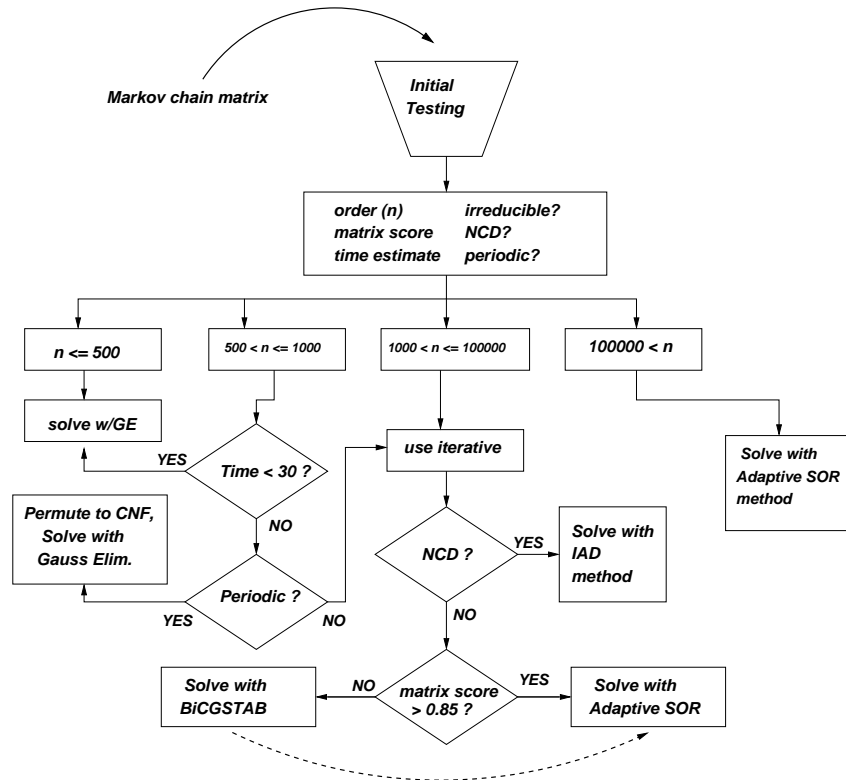 Markov chain matrix
Initial
Testing
order (n)
irreducible?
matrix score
NCD?
time estimate
periodic?
n <= 500
500 < n <= 1000
1000 < n <= 100000
100000 < n
solve w/GE
YES
Time < 30 ?
NO
use iterative
Solve with
Adaptive SOR
method
Permute to CNF,
Solve with
Gauss Elim.
YES
Periodic ?
NO
NCD ?
YES
Solve with
IAD
method
NO
Solve with
BiCGSTAB
NO
matrix score
> 0.85 ?
YES
Solve with
Adaptive SOR